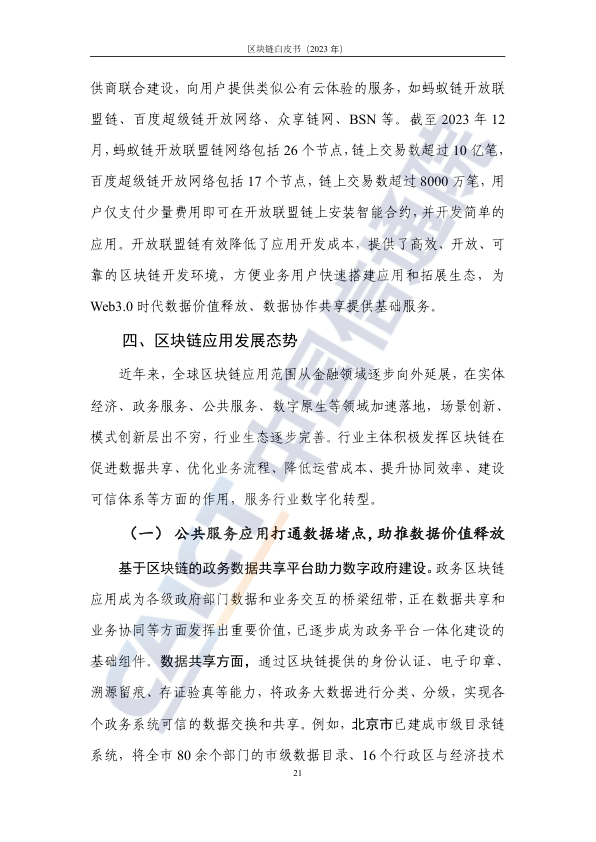 区块链白皮书（2023 年）
供商联合建设，向用户提供类似公有云体验的服务，如蚂蚁链开放联
盟链、百度超级链开放网络、众享链网、BSN 等。截至 2023 年 12
月，蚂蚁链开放联盟链网络包括 26 个节点，链上交易数超过 10 亿笔，
百度超级链开放网络包括 17 个节点，链上交易数超过 8000 万笔，用
户仅支付少量费用即可在开放联盟链上安装智能合约，并开发简单的
应用。开放联盟链有效降低了应用开发成本，提供了高效、开放、可
靠的区块链开发环境，方便业务用户快速搭建应用和拓展生态，为
Web3.0 时代数据价值释放、数据协作共享提供基础服务。
四、区块链应用发展态势
近年来，全球区块链应用范围从金融领域逐步向外延展，在实体
经济、政务服务、公共服务、数字原生等领域加速落地，场景创新、
模式创新层出不穷，行业生态逐步完善。行业主体积极发挥区块链在
促进数据共享、优化业务流程、降低运营成本、提升协同效率、建设
可信体系等方面的作用，服务行业数字化转型。
（一） 公共服务应用打通数据堵点，助推数据价值释放
基于区块链的政务数据共享平台助力数字政府建设。政务区块链
应用成为各级政府部门数据和业务交互的桥梁纽带，正在数据共享和
业务协同等方面发挥出重要价值，已逐步成为政务平台一体化建设的
基础组件。数据共享方面，通过区块链提供的身份认证、电子印章、
溯源留痕、存证验真等能力，将政务大数据进行分类、分级，实现各
个政务系统可信的数据交换和共享。例如，北京市已建成市级目录链
系统，将全市 80 余个部门的市级数据目录、16 个行政区与经济技术
21
CAICT 中国信通院